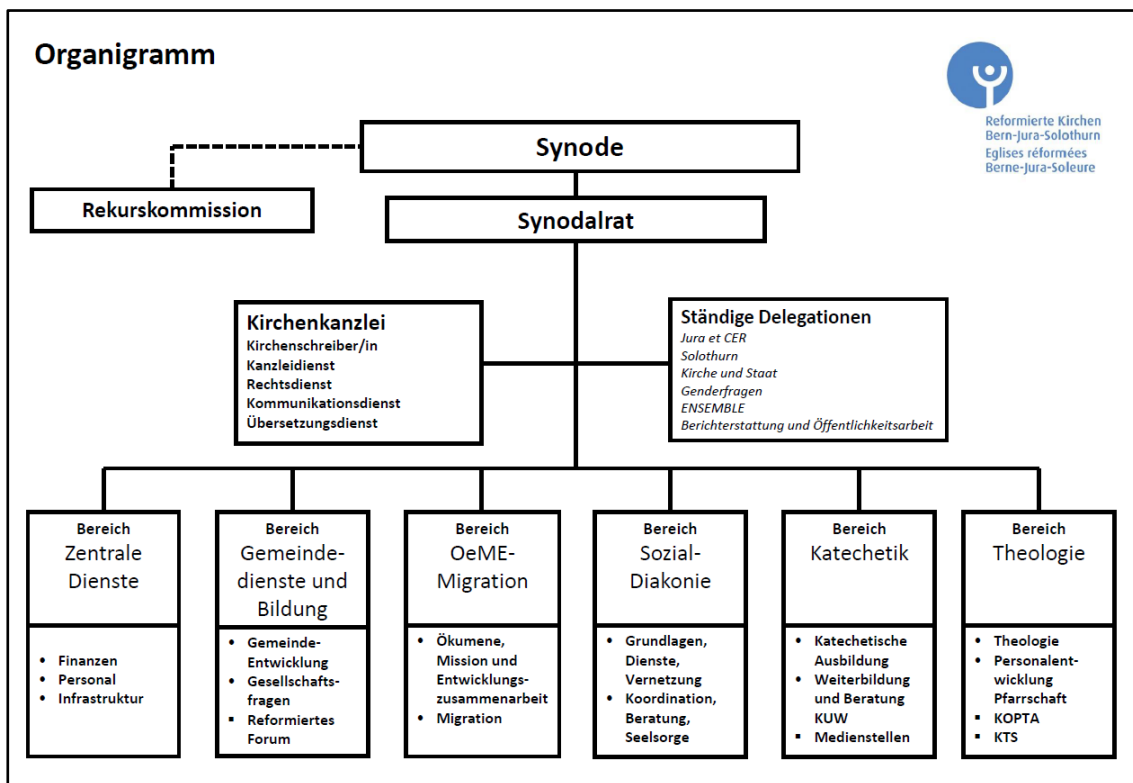 Organigramm
Reformierte Kirchen
Bern-Jura-Solothurn
Eglises réformées
Berne-Jura-Soleure
Synode
Rekurskommission
Synodalrat
Kirchenkanzlei
Kirchenschreiber/in
Kanzleidienst
Rechtsdienst
Kommunikationsdienst
Übersetzungsdienst
Ständige Delegationen
Jura et CER
Solothurn
Kirche und Staat
Genderfragen
ENSEMBLE
Berichterstattung und Öffentlichkeitsarbeit
Bereich
Zentrale
Dienste
• Finanzen
• Personal
• Infrastruktur
Bereich
Gemeinde-
dienste und
Bildung
• Gemeinde-
Entwicklung
• Gesellschafts-
fragen
▪ Reformiertes
Forum
Bereich
OeME-
Migration
• Ökumene,
Mission und
Entwicklungs-
zusammenarbeit
• Migration
Bereich
Sozial-
Diakonie
• Grundlagen,
Dienste,
Vernetzung
• Koordination,
Beratung,
Seelsorge
Bereich
Katechetik
• Katechetische
Ausbildung
• Weiterbildung
und Beratung
KUW
▪ Medienstellen
Bereich
Theologie
• Theologie
• Personalent-
wicklung
Pfarrschaft
▪ KOPTA
▪ KTS